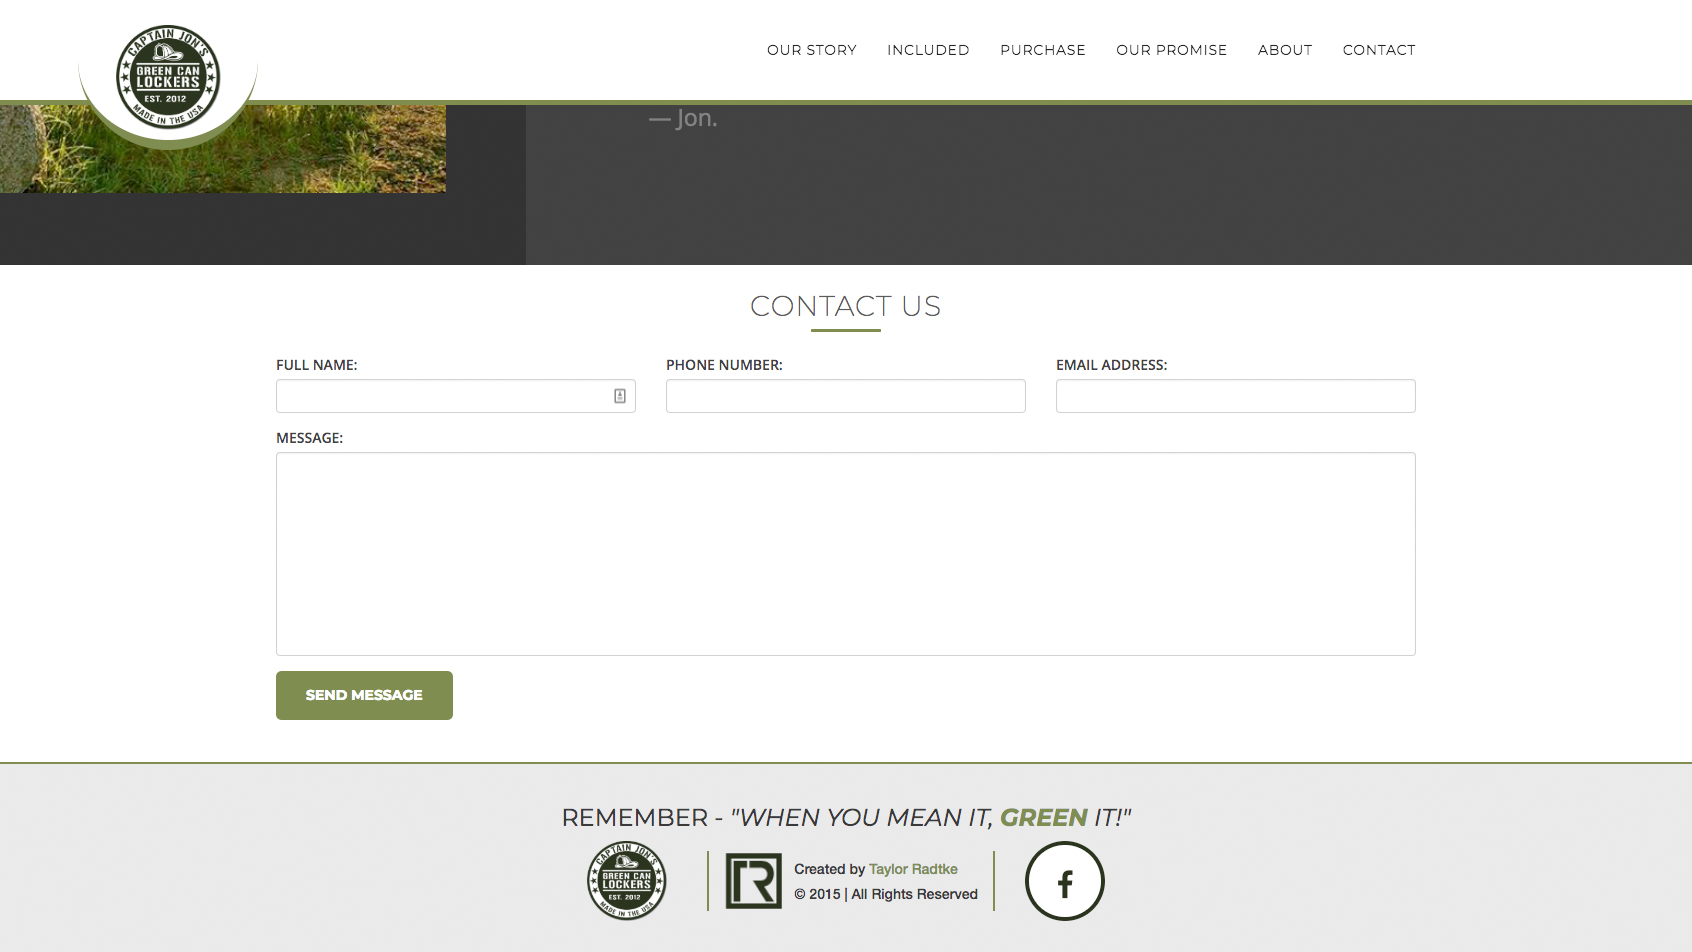 CAPTAIN JON'S
GREEN CAN
LOCKERS
EST. 2012
MADE IN THE USA
OUR STORY INCLUDED PURCHASE OUR PROMISE ABOUT CONTACT
— Jon.
CONTACT US
FULL NAME: PHONE NUMBER: EMAIL ADDRESS:
MESSAGE:
SEND MESSAGE
REMEMBER - "WHEN YOU MEAN IT, GREEN IT!"
CAPTAIN JON'S
GREEN CAN
LOCKERS
EST. 2012
MADE IN THE USA
R
Created by Taylor Radtke
© 2015 | All Rights Reserved
f